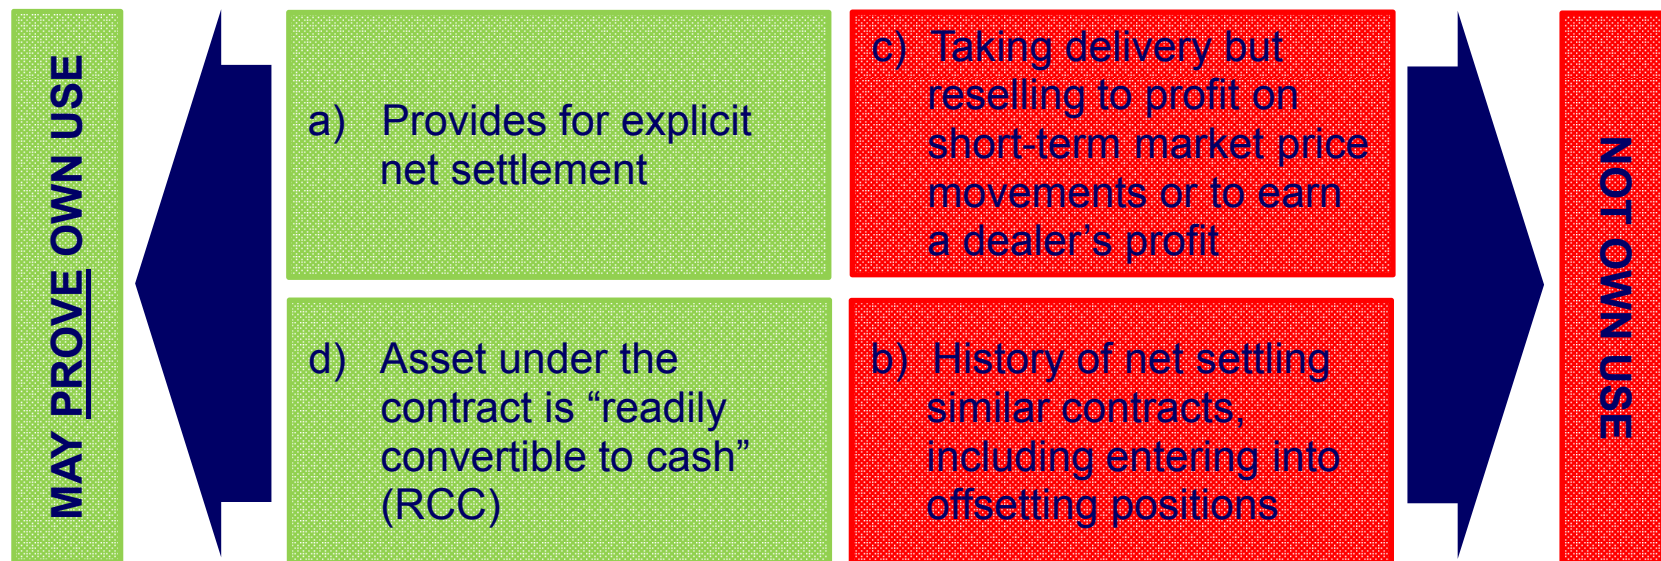 MAY PROVE OWN USE
a) Provides for explicit
net settlement
c) Taking delivery but
reselling to profit on
short-term market price
movements or to earn
a dealer’s profit
d) Asset under the
contract is “readily
convertible to cash”
(RCC)
b) History of net settling
similar contracts,
including entering into
offsetting positions
NOT OWN USE